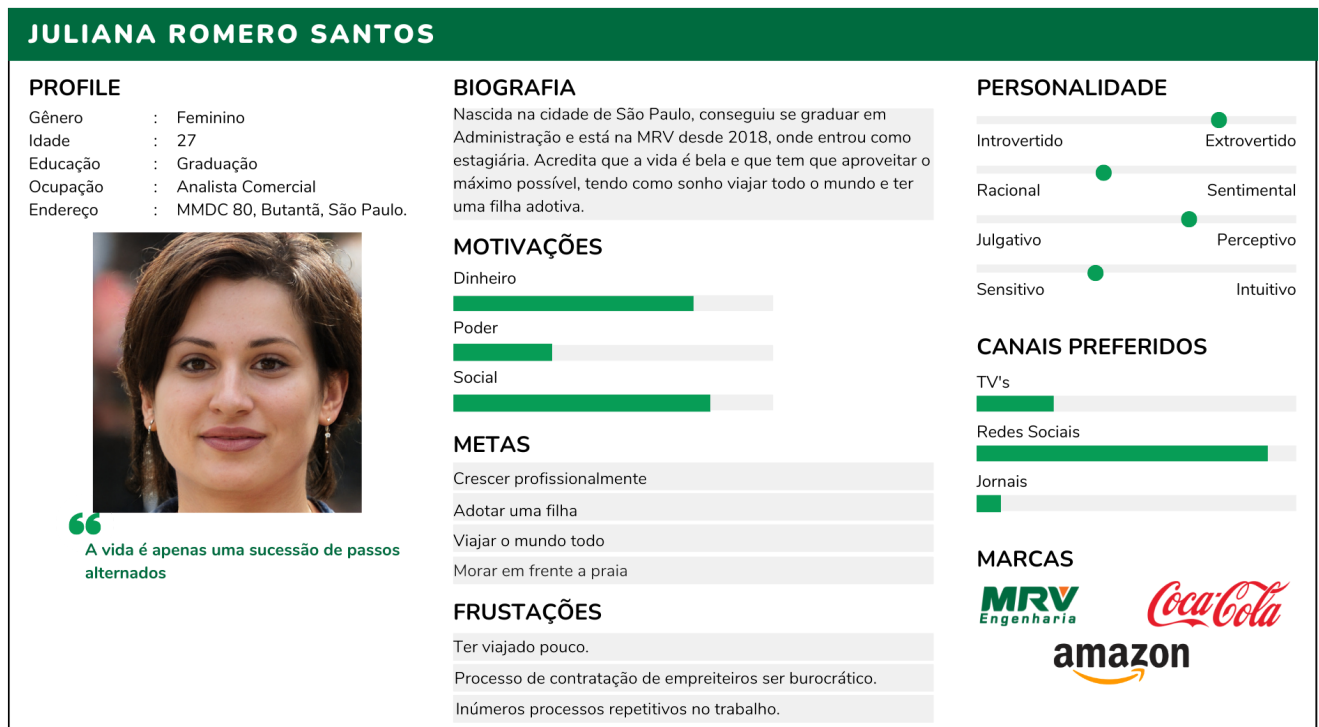 JULIANA ROMERO SANTOS
PROFILE
Gênero : Feminino
Idade : 27
Educação : Graduação
Ocupação : Analista Comercial
Endereço : MMDC 80, Butantã, São Paulo.
A vida é apenas uma sucessão de passos
alternados
BIOGRAFIA
Nascida na cidade de São Paulo, conseguiu se graduar em
Administração e está na MRV desde 2018, onde entrou como
estagiária. Acredita que a vida é bela e que tem que aproveitar o
máximo possível, tendo como sonho viajar todo o mundo e ter
uma filha adotiva.
MOTIVAÇÕES
Dinheiro
Poder
Social
METAS
Crescer profissionalmente
Adotar uma filha
Viajar o mundo todo
Morar em frente a praia
FRUSTAÇÕES
Ter viajado pouco.
Processo de contratação de empreiteiros ser burocrático.
Inúmeros processos repetitivos no trabalho.
PERSONALIDADE
Introvertido Extrovertido
Racional Sentimental
Julgativo Perceptivo
Sensitivo Intuitivo
CANAIS PREFERIDOS
TV's
Redes Sociais
Jornais
MARCAS
MRV
Engenharia
Coca-Cola
amazon